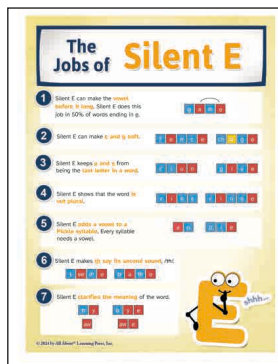 The
Jobs of Silent E
1 Silent E can make the vowel
before it long. Silent E does this
job in 50% of words ending in e.
g a m e
2 Silent E can make c and g soft.
3 Silent E keeps u and v from
being the last letter in a word.
4 Silent E shows that the word is
not plural.
5 Silent E adds a vowel to a
Pickle syllable. Every syllable
needs a vowel.
6 Silent E makes th say its second sound, /th/:
7 Silent E clarifies the meaning of the word.
b y b y e
aw aw e
shhh...
by All About Learning Press, Inc.